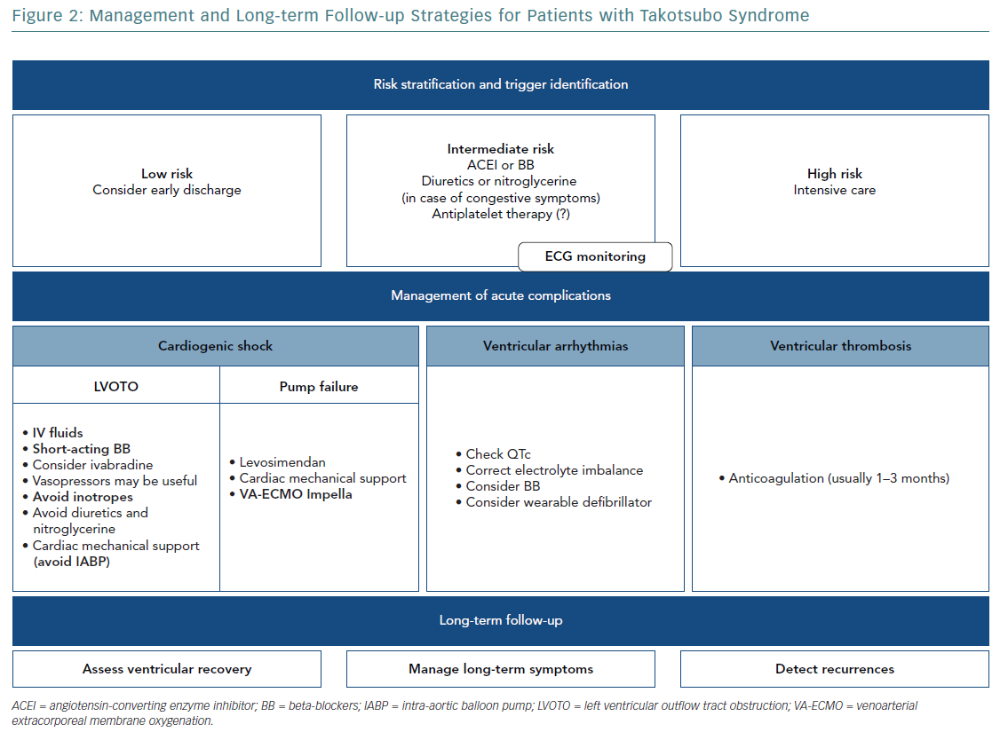 Figure 2: Management and Long-term Follow-up Strategies for Patients with Takotsubo Syndrome
Risk stratification and trigger identification
Low risk
Consider early discharge
Intermediate risk
ACEI or BB
Diuretics or nitroglycerine
(in case of congestive symptoms)
Antiplatelet therapy (?)
High risk
Intensive care
ECG monitoring
Management of acute complications
Cardiogenic shock
LVOTO
• IV fluids
• Short-acting BB
• Consider ivabradine
• Vasopressors may be useful
• Avoid inotropes
• Avoid diuretics and
nitroglycerine
• Cardiac mechanical support
(avoid IABP)
Pump failure
• Levosimendan
• Cardiac mechanical support
• VA-ECMO Impella
Ventricular arrhythmias
• Check QTc
• Correct electrolyte imbalance
• Consider BB
• Consider wearable defibrillator
Ventricular thrombosis
• Anticoagulation (usually 1–3 months)
Long-term follow-up
Assess ventricular recovery
Manage long-term symptoms
Detect recurrences
ACEI = angiotensin-converting enzyme inhibitor; BB = beta-blockers; IABP = intra-aortic balloon pump; LVOTO = left ventricular outflow tract obstruction; VA-ECMO = venoarterial
extracorporeal membrane oxygenation.